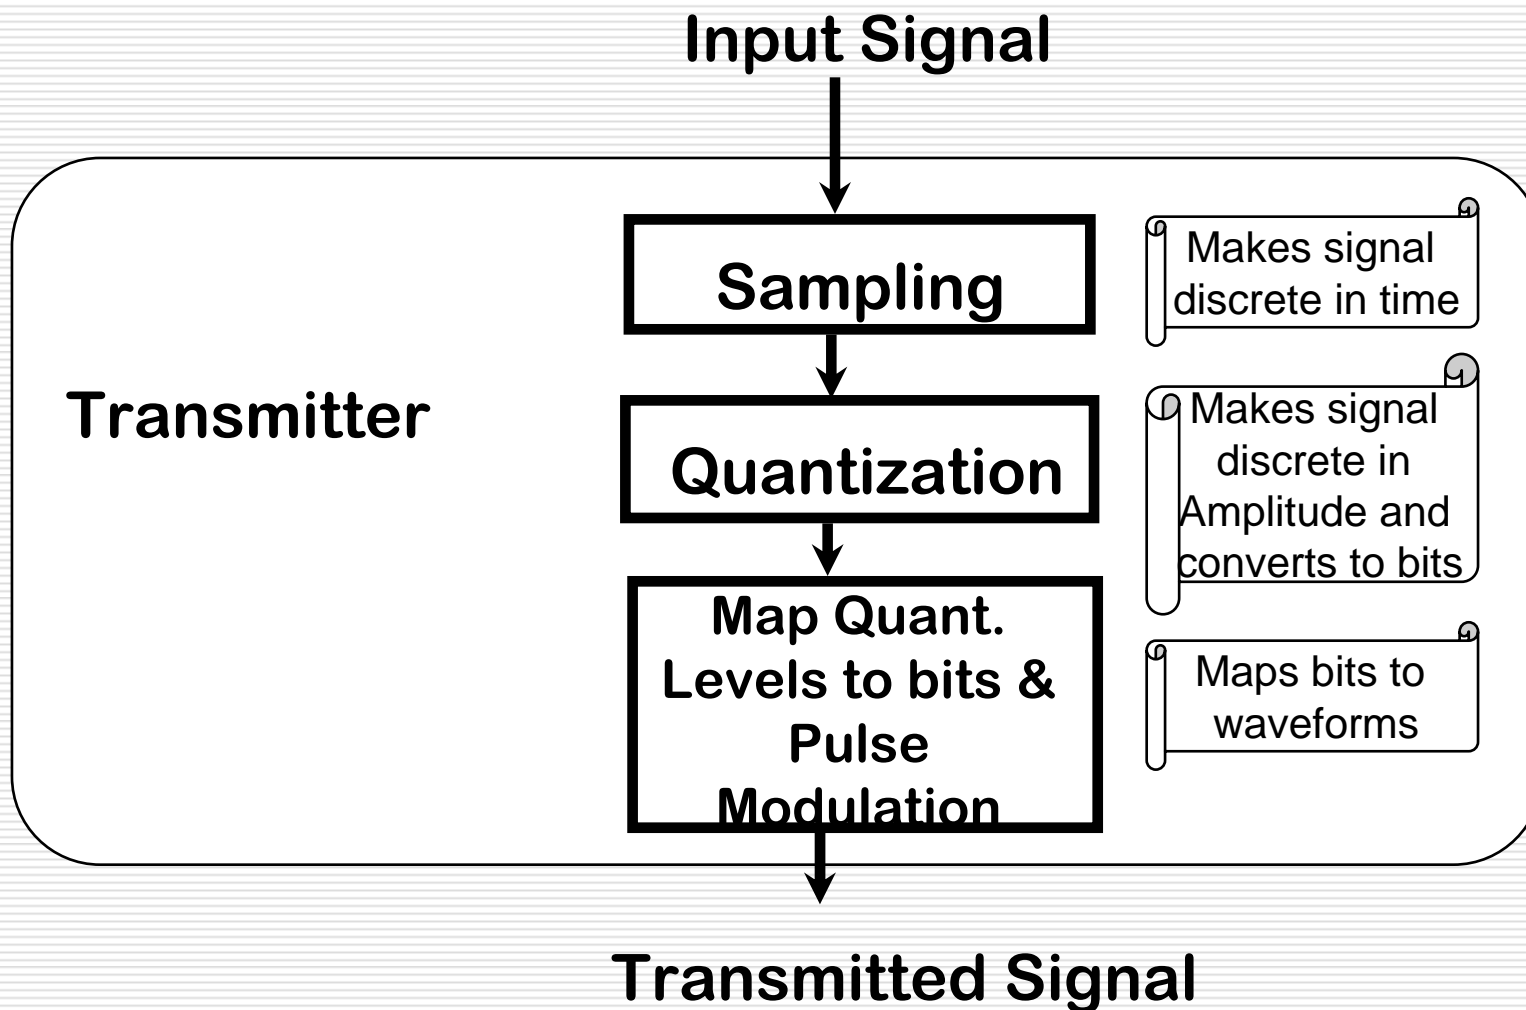 Input Signal
Sampling
Makes signal
discrete in time
Transmitter
Quantization
Makes signal
discrete in
Amplitude and
converts to bits
Map Quant.
Levels to bits &
Pulse
Modulation
Maps bits to
waveforms
Transmitted Signal